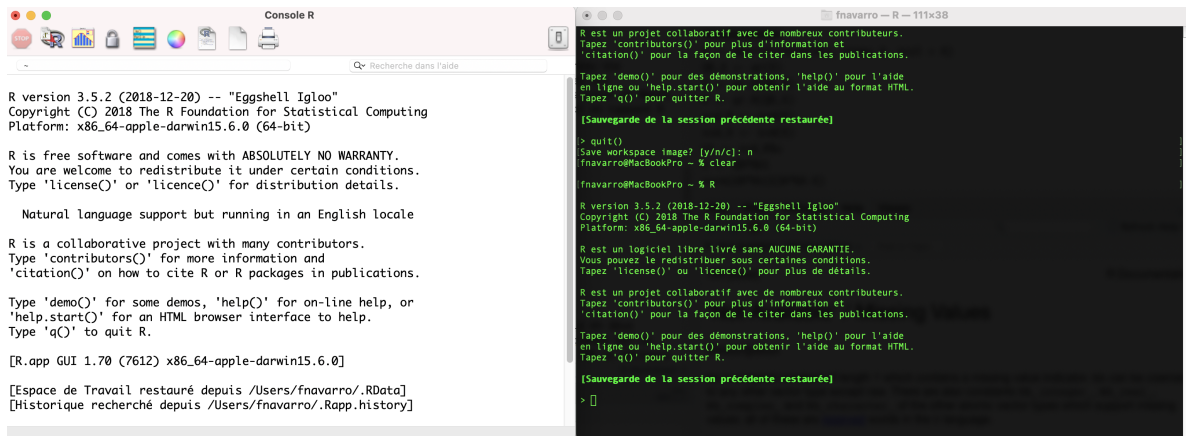 Console R
STOP
~
Recherche dans l'aide
R version 3.5.2 (2018-12-20) -- "Eggshell Igloo"
Copyright (C) 2018 The R Foundation for Statistical Computing
Platform: x86_64-apple-darwin15.6.0 (64-bit)
R is free software and comes with ABSOLUTELY NO WARRANTY.
You are welcome to redistribute it under certain conditions.
Type 'license()' or 'licence()' for distribution details.
Natural language support but running in an English locale
R is a collaborative project with many contributors.
Type 'contributors()' for more information and
'citation()' on how to cite R or R packages in publications.
Type 'demo()' for some demos, 'help()' for on-line help, or
'help.start()' for an HTML browser interface to help.
Type 'q()' to quit R.
[R.app GUI 1.70 (7612) x86_64-apple-darwin15.6.0]
[Espace de Travail restauré depuis /Users/fnavarro/.RData]
[Historique recherché depuis /Users/fnavarro/.Rapp.history]
fnavarro — R — 111×38
R est un projet collaboratif avec de nombreux contributeurs.
Tapez 'contributors()' pour plus d'information et
'citation()' pour la façon de le citer dans les publications.
Tapez 'demo()' pour des démonstrations, 'help()' pour l'aide
en ligne ou 'help.start()' pour obtenir l'aide au format HTML.
Tapez 'q()' pour quitter R.
[Sauvegarde de la session précédente restaurée]
> quit()
Save workspace image? [y/n/c]: n
fnavarro@MacBookPro ~ % clear
fnavarro@MacBookPro ~ % R
R version 3.5.2 (2018-12-20) -- "Eggshell Igloo"
Copyright (C) 2018 The R Foundation for Statistical Computing
Platform: x86_64-apple-darwin15.6.0 (64-bit)
R est un logiciel libre livré sans AUCUNE GARANTIE.
Vous pouvez le redistribuer sous certaines conditions.
Tapez 'license()' ou 'licence()' pour plus de détails.
R est un projet collaboratif avec de nombreux contributeurs.
Tapez 'contributors()' pour plus d'information et
'citation()' pour la façon de le citer dans les publications.
Tapez 'demo()' pour des démonstrations, 'help()' pour l'aide
en ligne ou 'help.start()' pour obtenir l'aide au format HTML.
Tapez 'q()' pour quitter R.
[Sauvegarde de la session précédente restaurée]
>